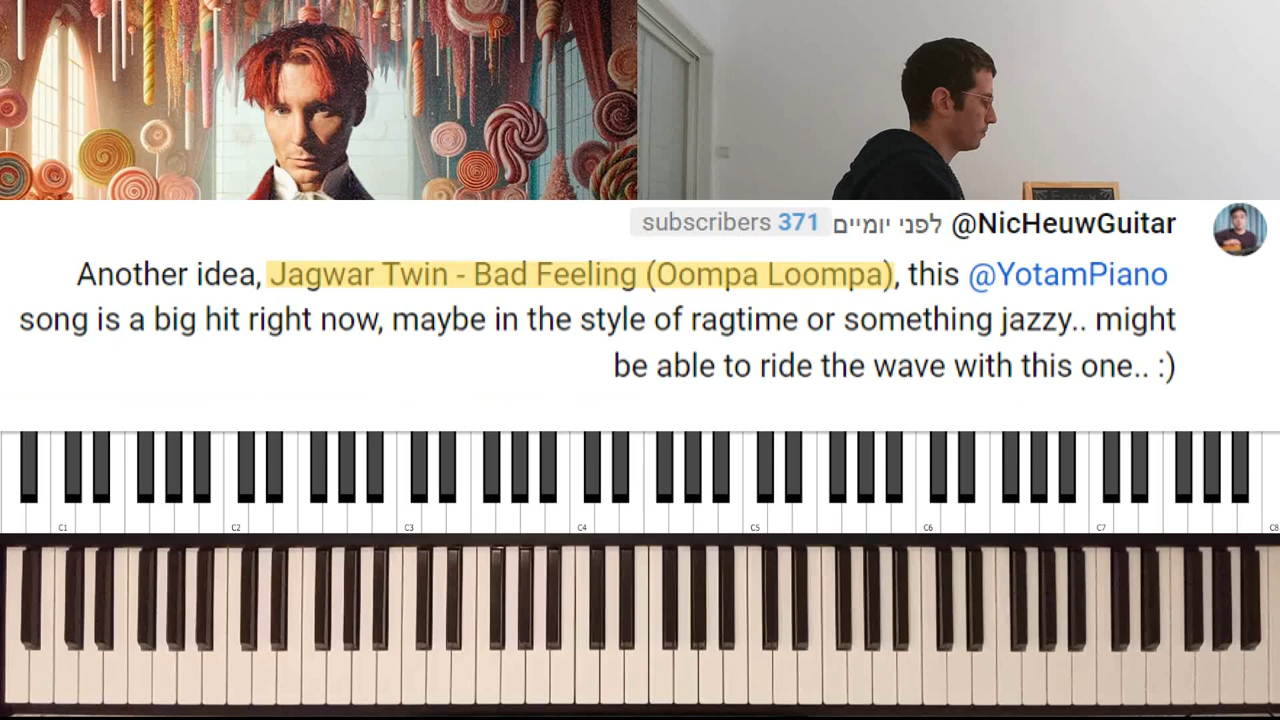 @NicHeuwGuitar לפני יומיים subscribers 371
@YotamPiano Another idea, Jagwar Twin - Bad Feeling (Oompa Loompa), this
song is a big hit right now, maybe in the style of ragtime or something jazzy.. might
be able to ride the wave with this one.. :)
C1 C2 C3 C4 C5 C6 C7 C8